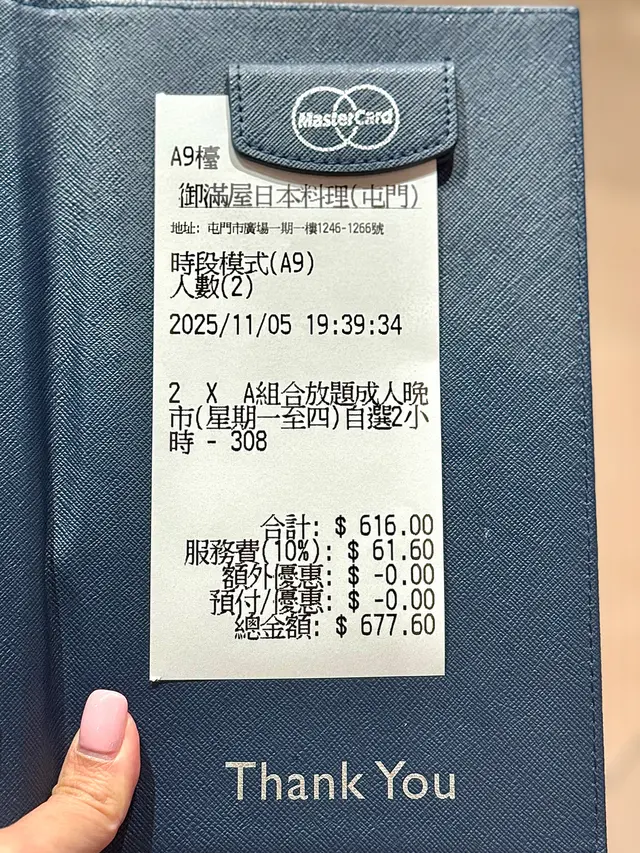 MasterCard
A9檯
御滿屋日本料理(屯門)
地址: 屯門市廣場一期一樓1246-1266號
時段模式(A9)
人數(2)
2025/11/05 19:39:34
2 X A組合放題成人晚
市(星期一至四)自選2小
時 - 308
合計: $ 616.00
服務費(10%): $ 61.60
額外優惠: $ -0.00
預付/優惠: $ -0.00
總金額: $ 677.60
Thank You